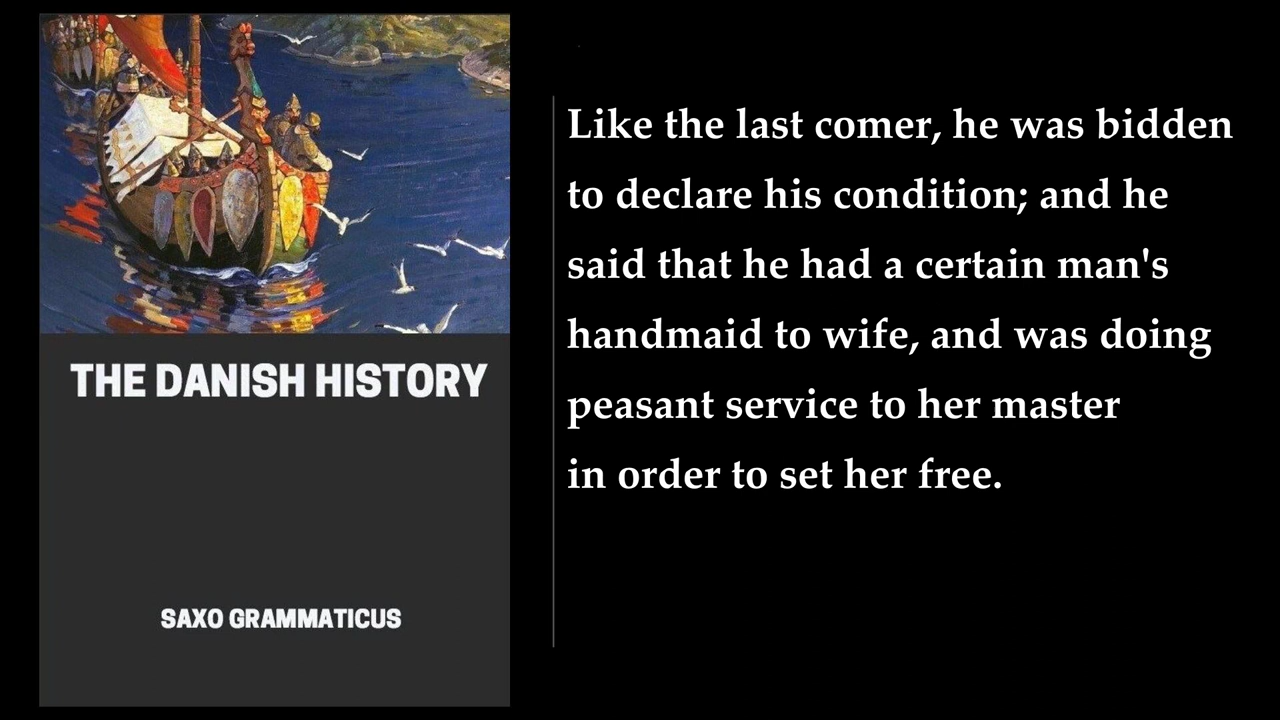 THE DANISH HISTORY
SAXO GRAMMATICUS
Like the last comer, he was bidden
to declare his condition; and he
said that he had a certain man's
handmaid to wife, and was doing
peasant service to her master
in order to set her free.